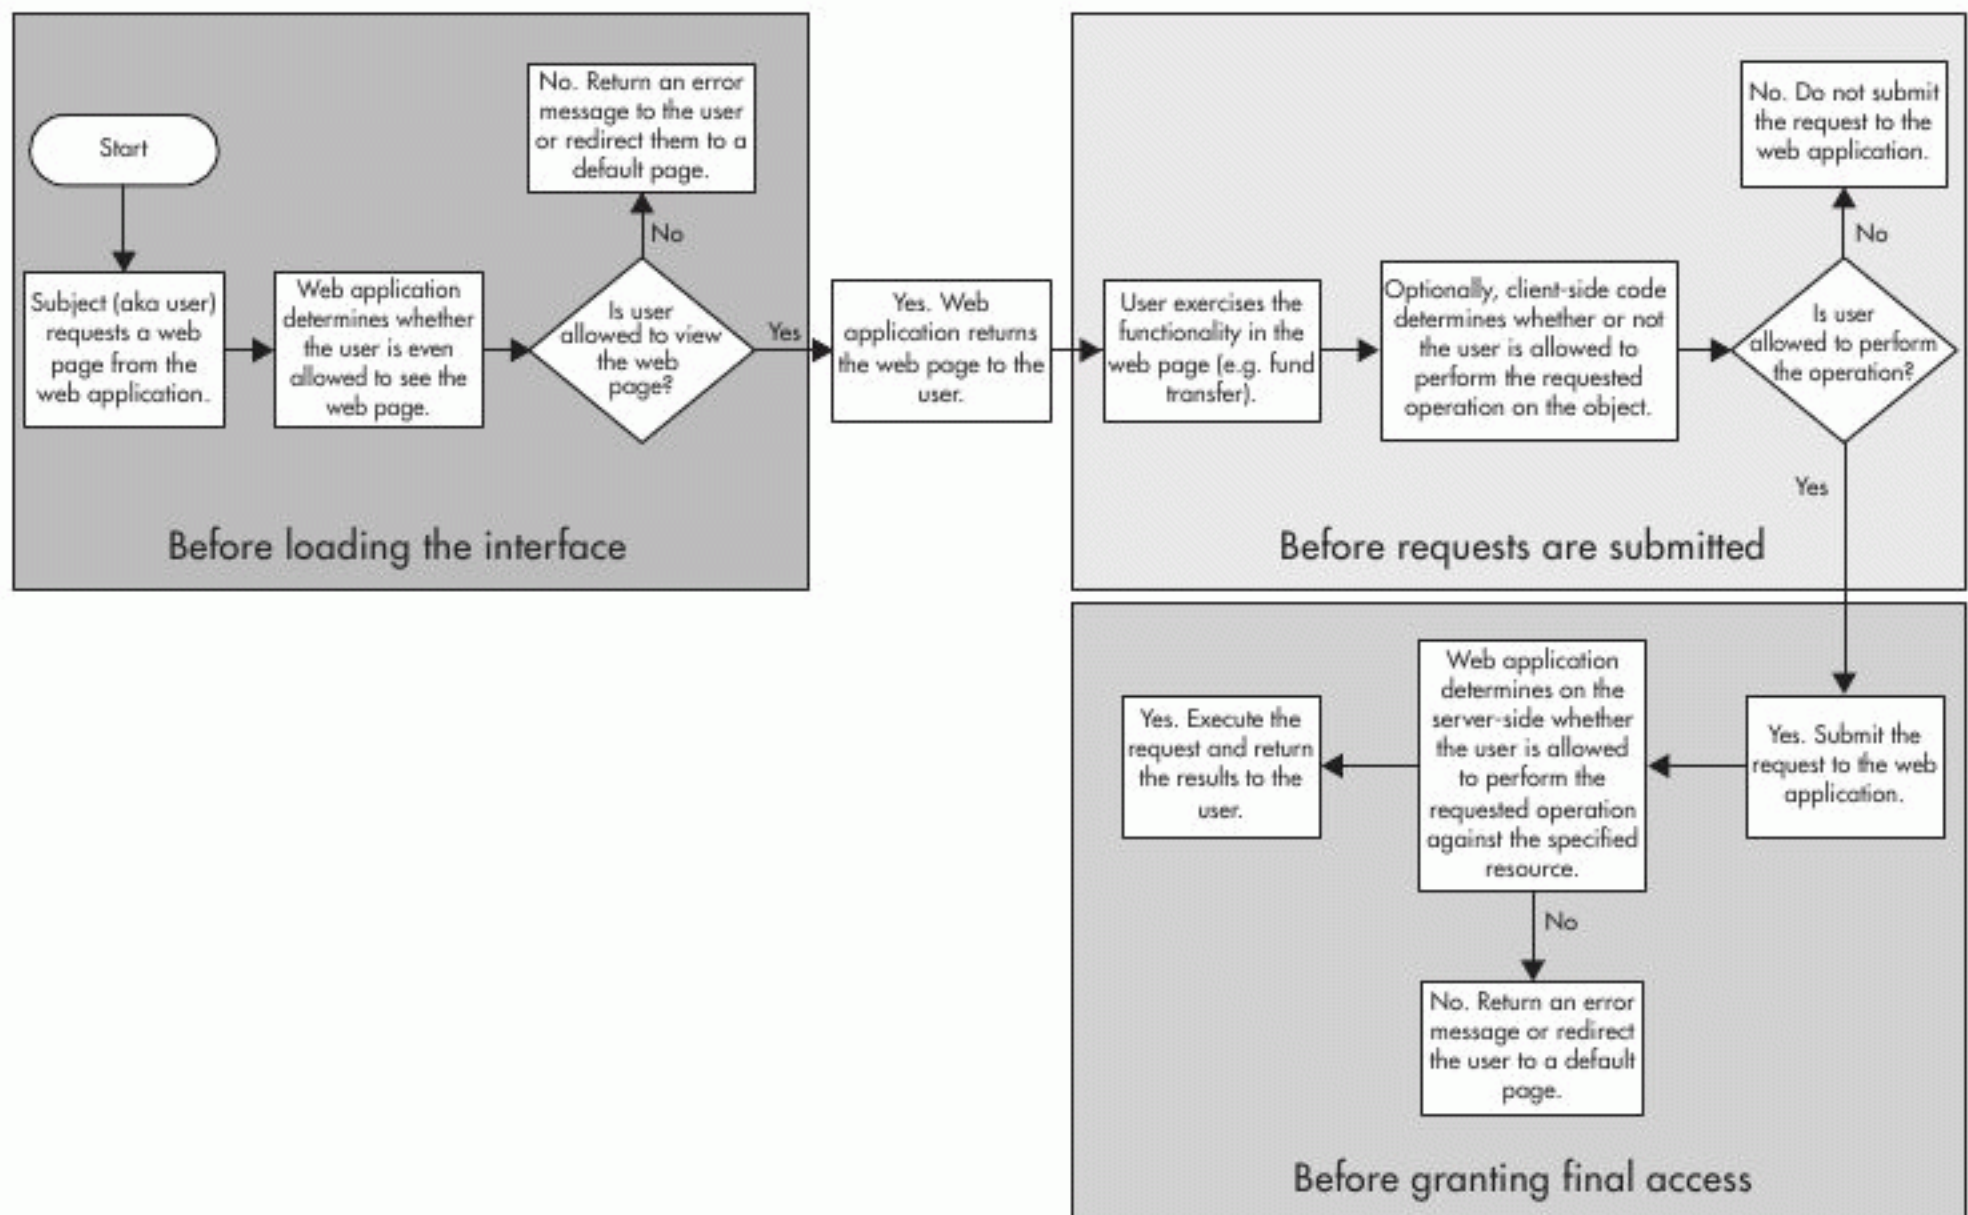 Start
Subject (aka user)
requests a web
page from the
web application.
Web application
determines whether
the user is even
allowed to see the
web page.
Is user
allowed to view
the web
page?
No
No. Return an error
message to the user
or redirect them to a
default page.
Yes
Before loading the interface
Yes. Web
application returns
the web page to the
user.
User exercises the
functionality in the
web page (e.g. fund
transfer).
Optionally, client-side code
determines whether or not
the user is allowed to
perform the requested
operation on the object.
Is user
allowed to perform
the operation?
No
No. Do not submit
the request to the
web application.
Yes
Before requests are submitted
Yes. Submit the
request to the web
application.
Web application
determines on the
server-side whether
the user is allowed
to perform the
requested operation
against the specified
resource.
Yes. Execute the
request and return
the results to the
user.
No
No. Return an error
message or redirect
the user to a default
page.
Before granting final access